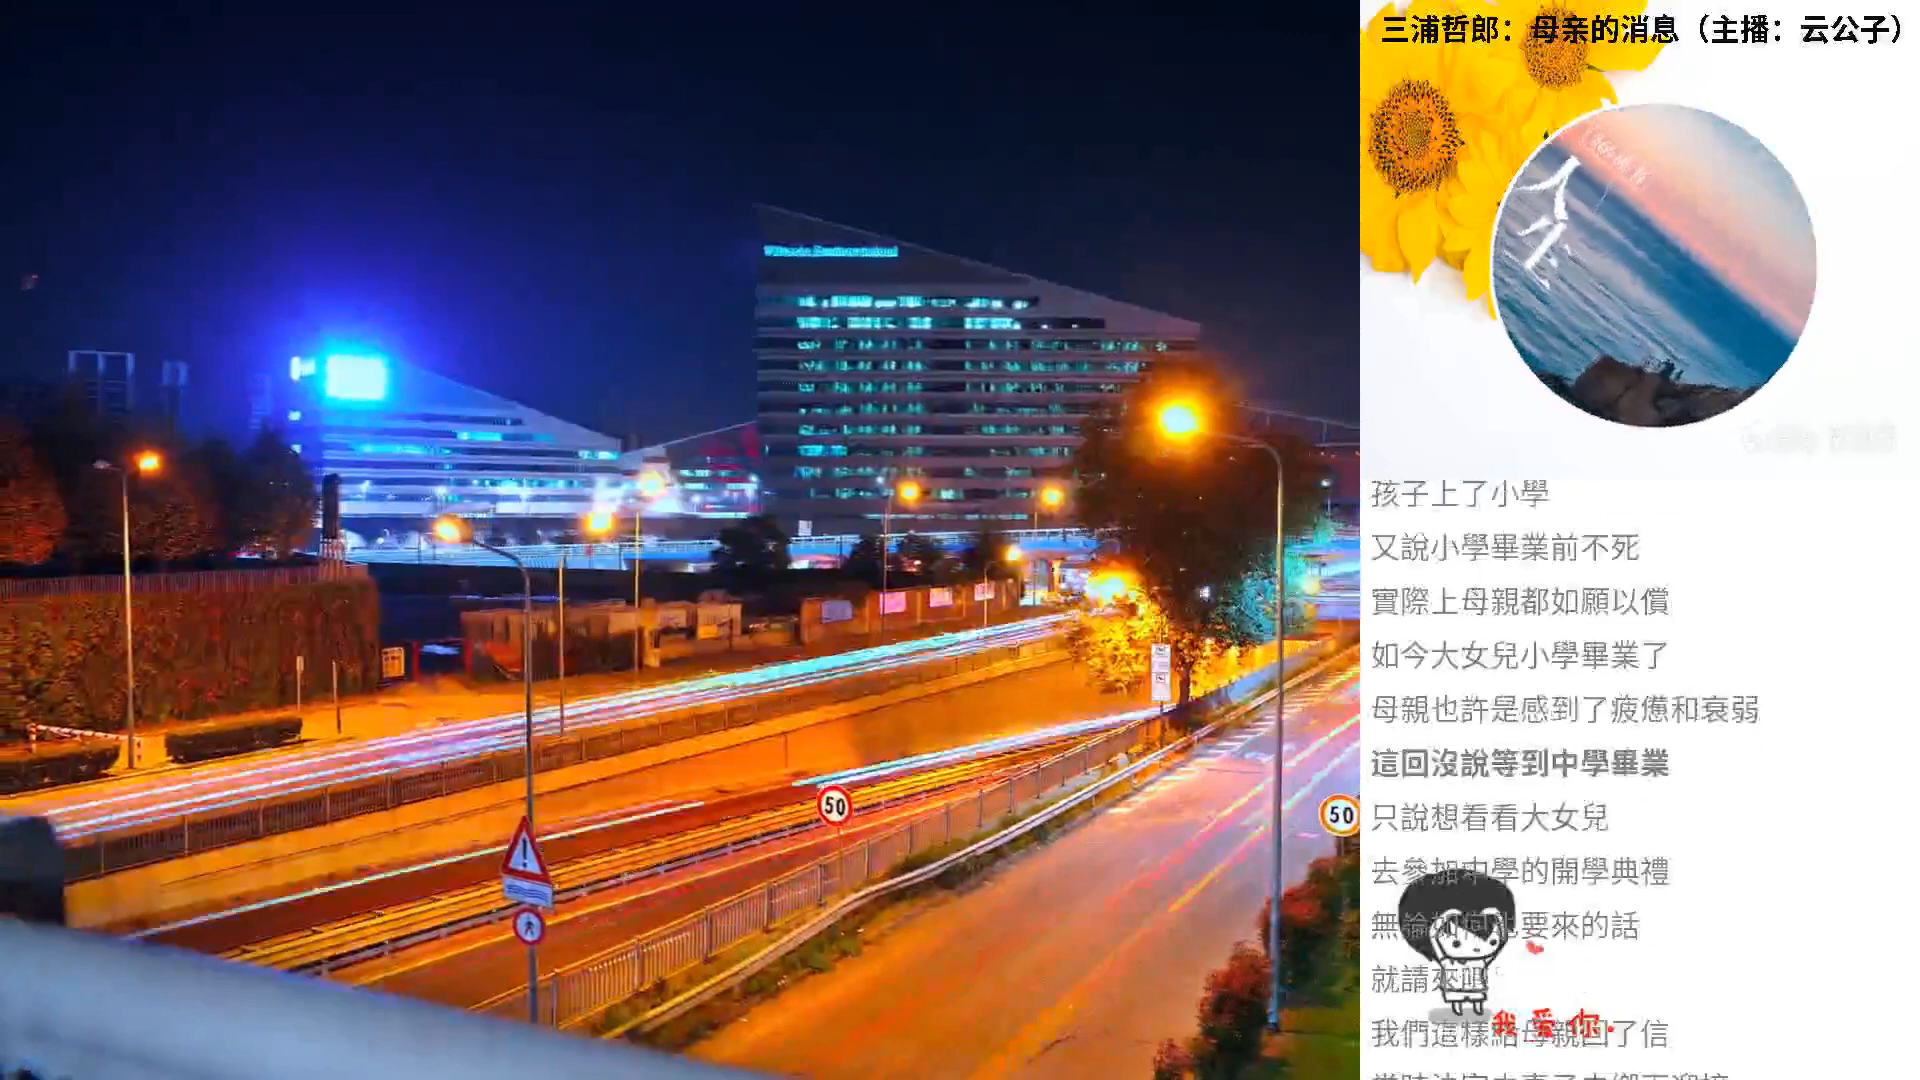 三浦哲郎：母亲的消息（主播：云公子）
孩子上了小學
又說小學畢業前不死
實際上母親都如願以償
如今大女兒小學畢業了
母親也許是感到了疲憊和衰弱
這回沒說等到中學畢業
只說想看看大女兒
去參加中學的開學典禮
無論如何也要來的話
就請來吧
我們這樣給母親回了信
我爱你.
50
50